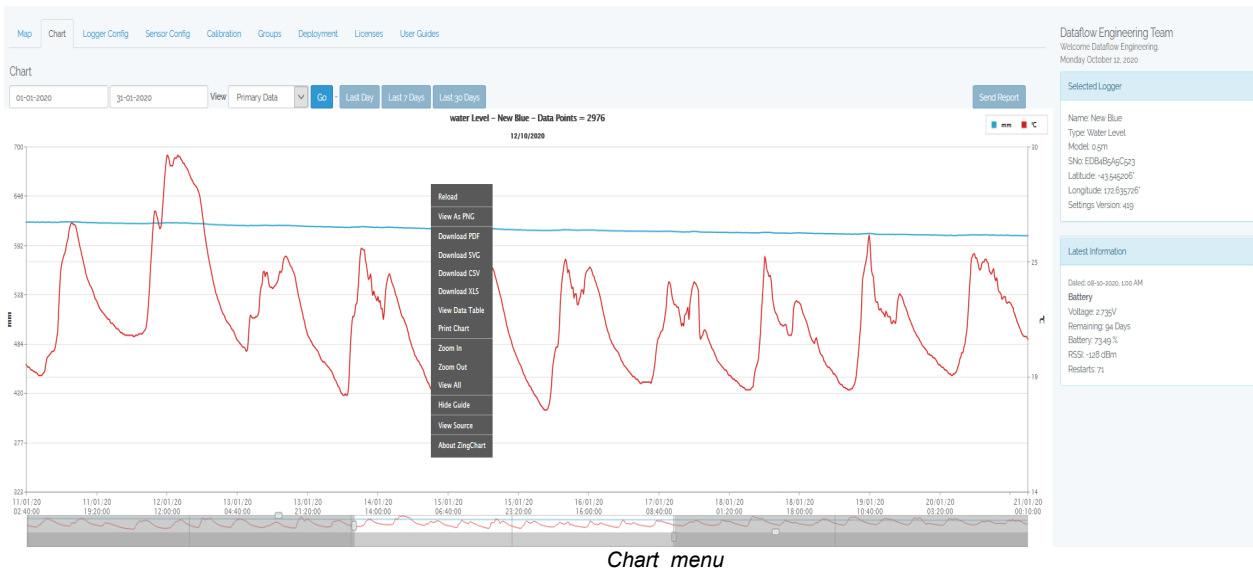 Map Chart Logger Config Sensor Config Calibration Groups Deployment Licenses User Guides
Chart
01-01-2020 31-01-2020 View Primary Data Go - Last Day Last 7 Days Last 30 Days Send Report
water Level – New Blue – Data Points = 2976
12/10/2020
mm ℃
700
646
592
538
484
430
377
323
mm
30
25
19
14
℃
Reload
View As PNG
Download PDF
Download SVG
Download CSV
Download XLS
View Data Table
Print Chart
Zoom In
Zoom Out
View All
Hide Guide
View Source
About ZingChart
11/01/20 11/01/20 12/01/20 13/01/20 13/01/20 14/01/20 15/01/20 15/01/20 16/01/20 17/01/20 18/01/20 18/01/20 19/01/20 20/01/20 21/01/20
02:40:00 19:20:00 12:00:00 04:40:00 21:20:00 14:00:00 06:40:00 23:20:00 16:00:00 08:40:00 01:20:00 18:00:00 10:40:00 03:20:00 00:10:00
Dataflow Engineering Team
Welcome Dataflow Engineering.
Monday October 12, 2020
Selected Logger
Name: New Blue
Type: Water Level
Model: 0.5m
SNo: EDB4B5A5C523
Latitude: -43.545206°
Longitude: 172.635726°
Settings Version: 419
Latest Information
Dated: 08-10-2020, 1:00 AM
Battery
Voltage: 2.735V
Remaining: 94 Days
Battery: 73.49 %
RSSI: -128 dBm
Restarts: 71
Chart menu